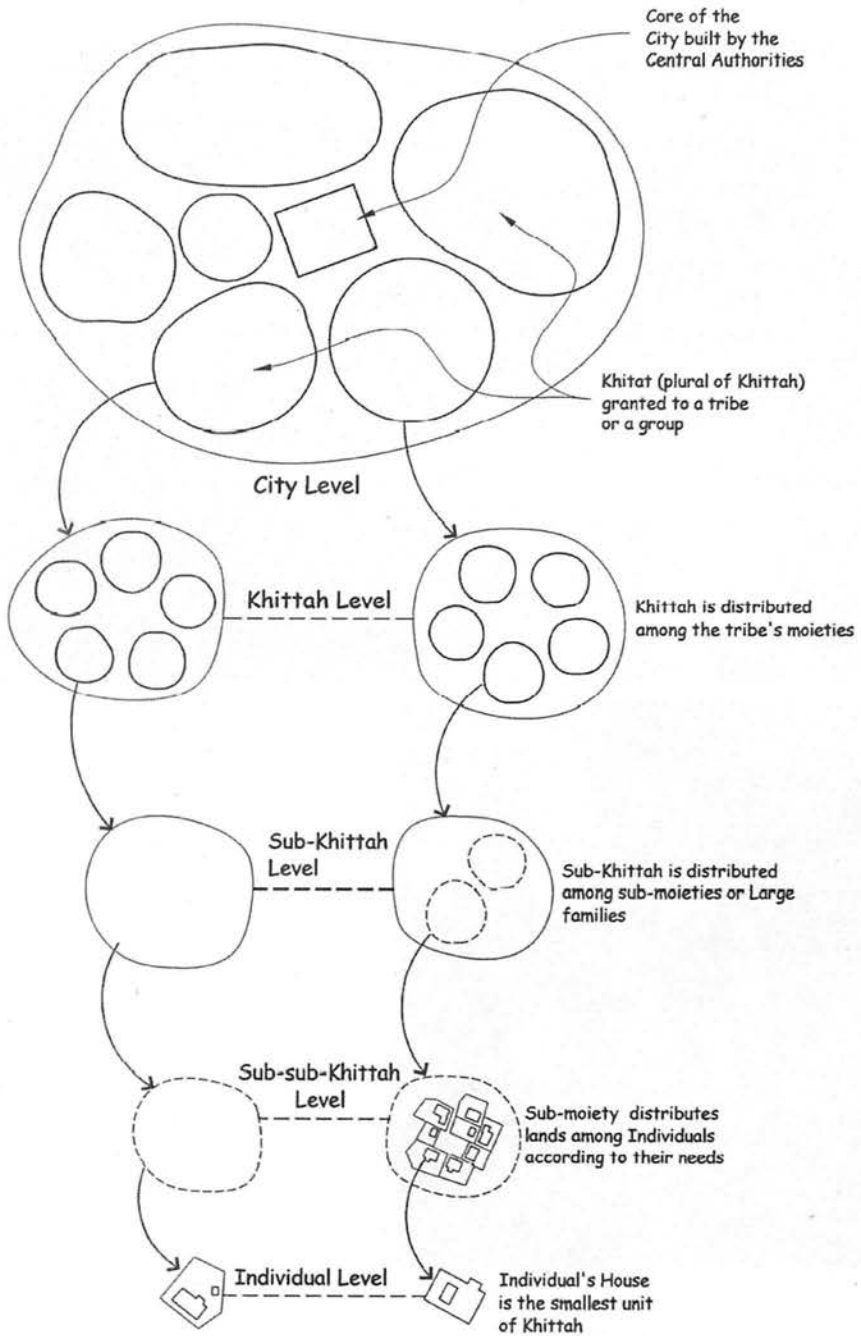 Core of the
City built by the
Central Authorities
Khitat (plural of Khittah)
granted to a tribe
or a group
City Level
Khittah Level
Khittah is distributed
among the tribe's moieties
Sub-Khittah
Level
Sub-Khittah is distributed
among sub-moieties or Large
families
Sub-sub-Khittah
Level
Sub-moiety distributes
lands among Individuals
according to their needs
Individual Level
Individual's House
is the smallest unit
of Khittah